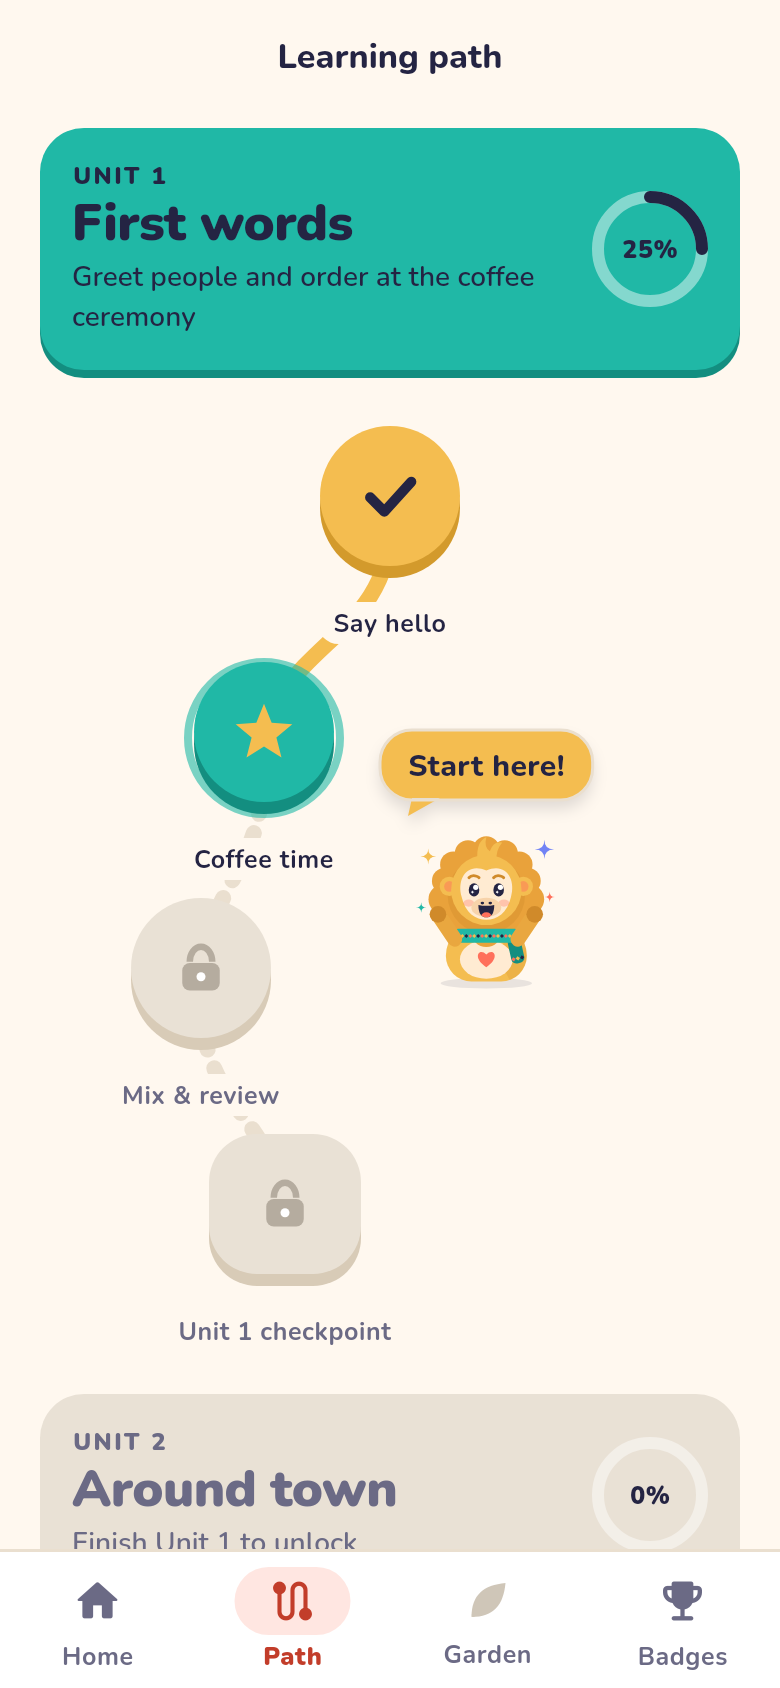 Learning path
UNIT 1
First words
Greet people and order at the coffee
ceremony
25%
Say hello
Start here!
Coffee time
Mix & review
Unit 1 checkpoint
UNIT 2
Around town
Finish Unit 1 to unlock
0%
Home
Path
Garden
Badges